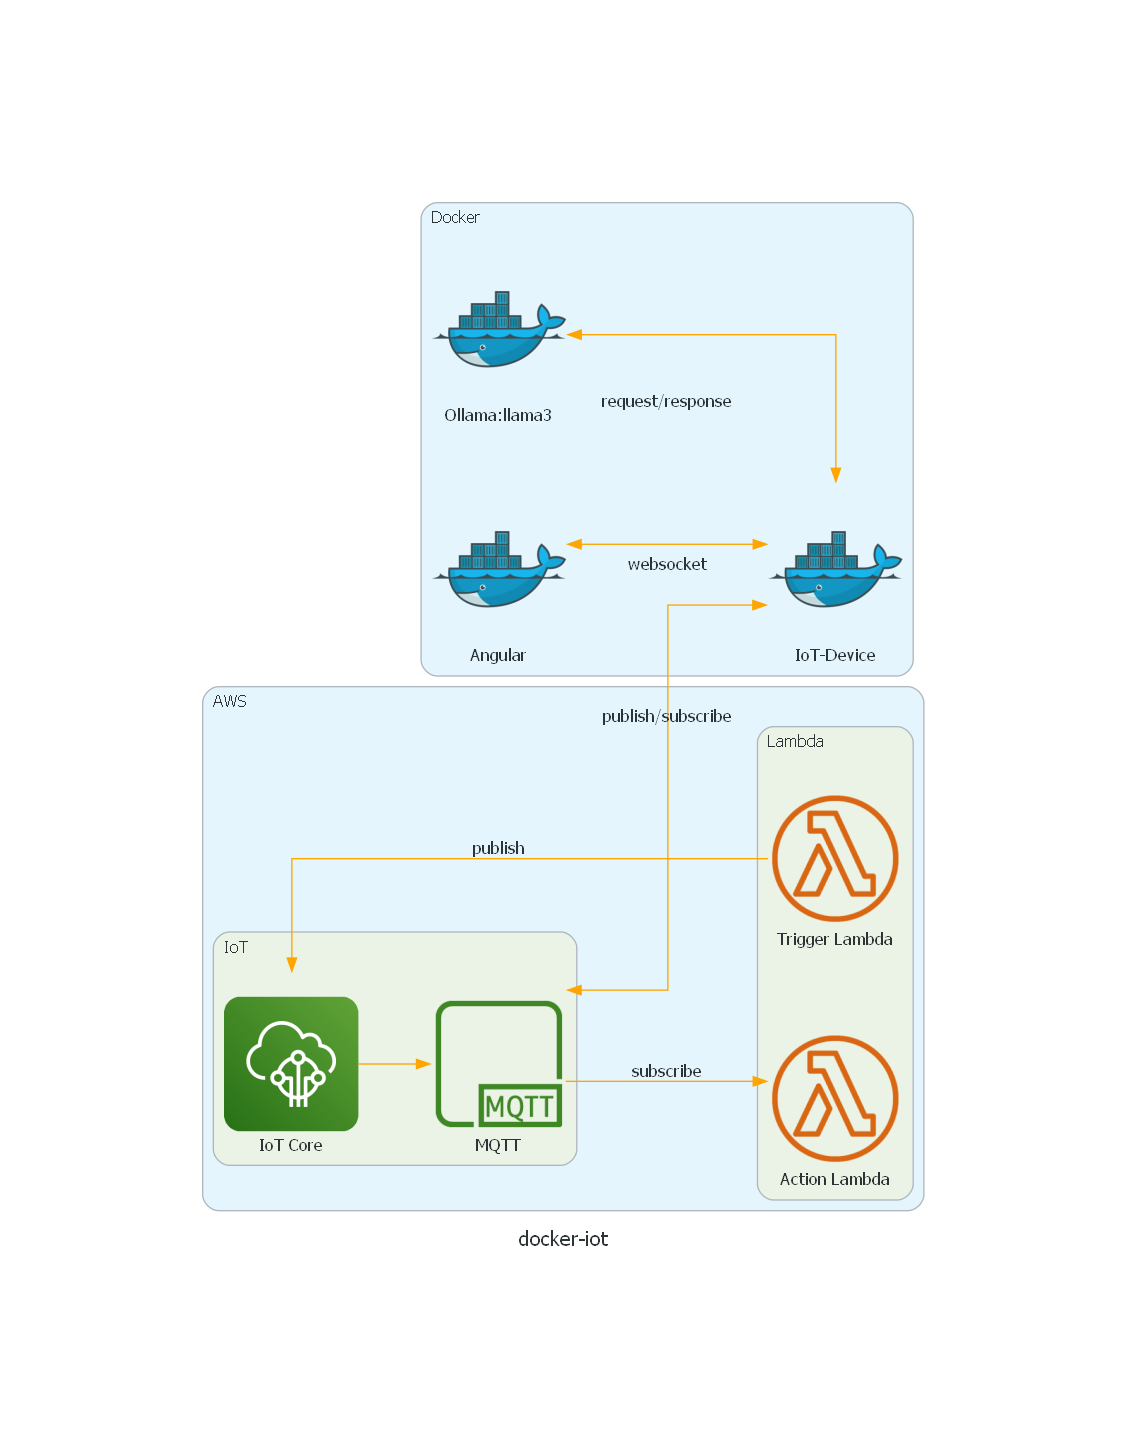 Docker
Ollama:llama3
request/response
websocket
Angular
IoT-Device
AWS
publish/subscribe
Lambda
publish
Trigger Lambda
IoT
subscribe
MQTT
IoT Core
MQTT
Action Lambda
docker-iot